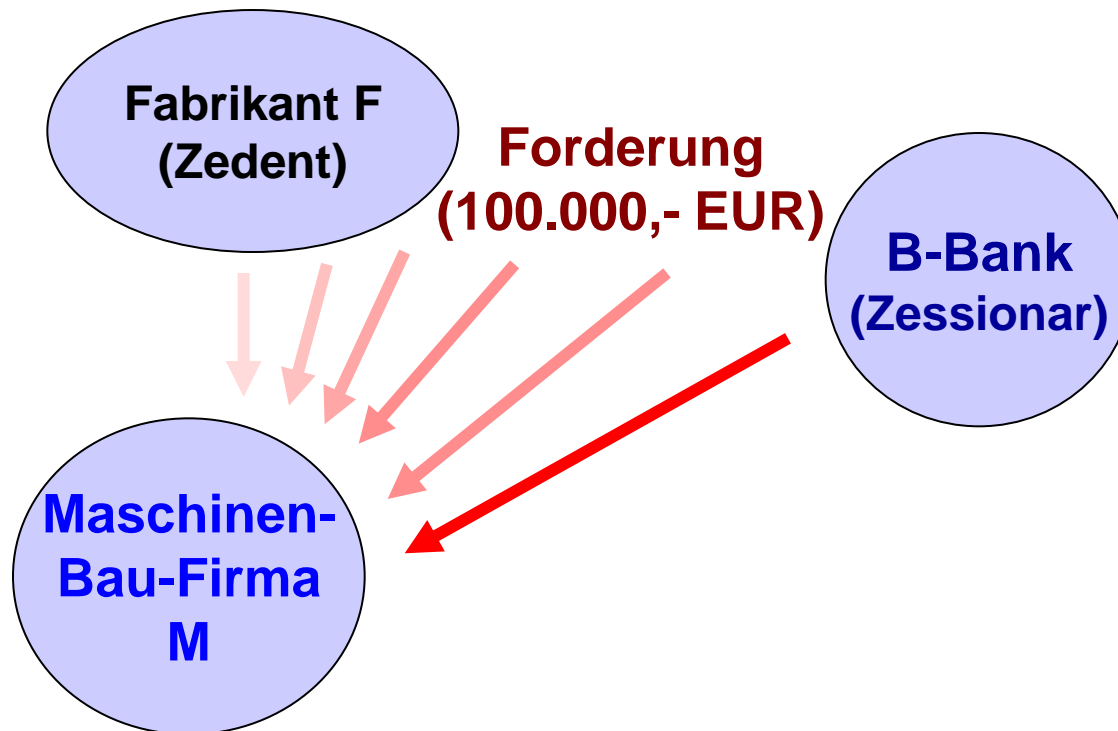 Fabrikant F
(Zedent)
Forderung
(100.000,- EUR)
B-Bank
(Zessionar)
Maschinen-
Bau-Firma
M